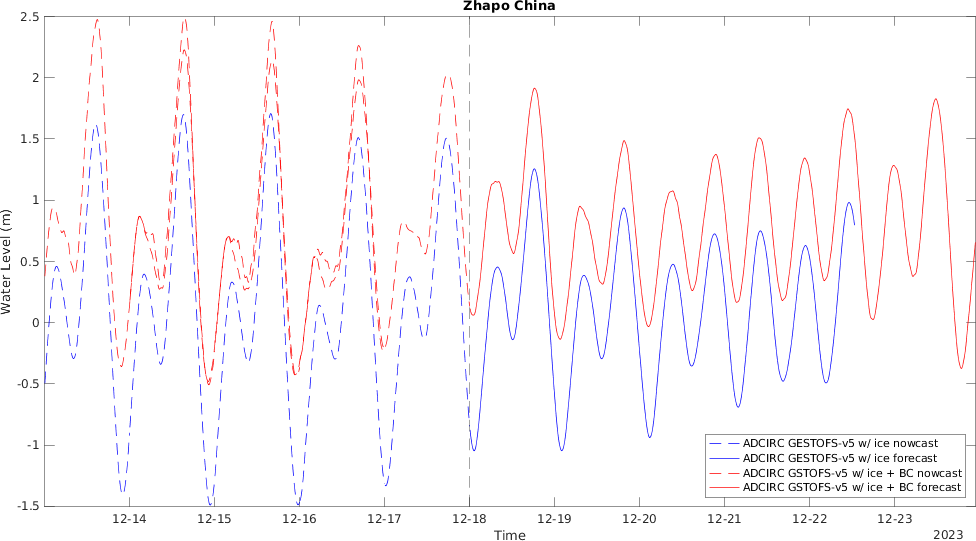 Zhapo China
2.5
2
1.5
1
0.5
0
-0.5
-1
-1.5
Water Level (m)
12-14
12-15
12-16
12-17
12-18
12-19
12-20
12-21
12-22
12-23
Time
2023
ADCIRC GESTOFS-v5 w/ ice nowcast
ADCIRC GESTOFS-v5 w/ ice forecast
ADCIRC GSTOFS-v5 w/ ice + BC nowcast
ADCIRC GSTOFS-v5 w/ ice + BC forecast